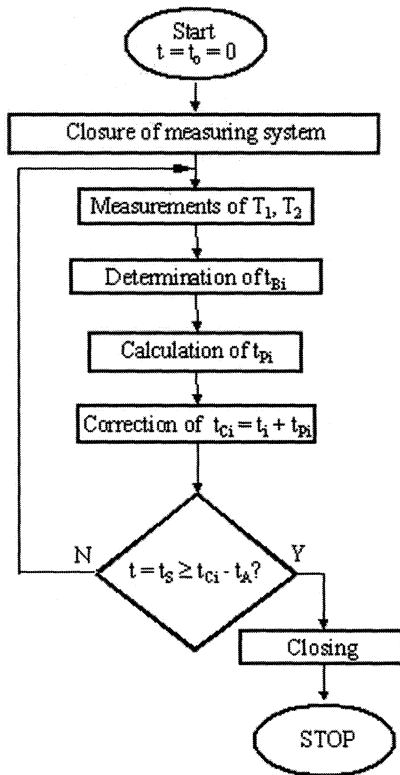 Start
t = t₀ = 0
Closure of measuring system
Measurements of T₁, T₂
Determination of t_Bi
Calculation of t_Pi
Correction of t_Ci = t_i + t_Pi
N
t = t_S ≥ t_Ci - t_A?
Y
Closing
STOP